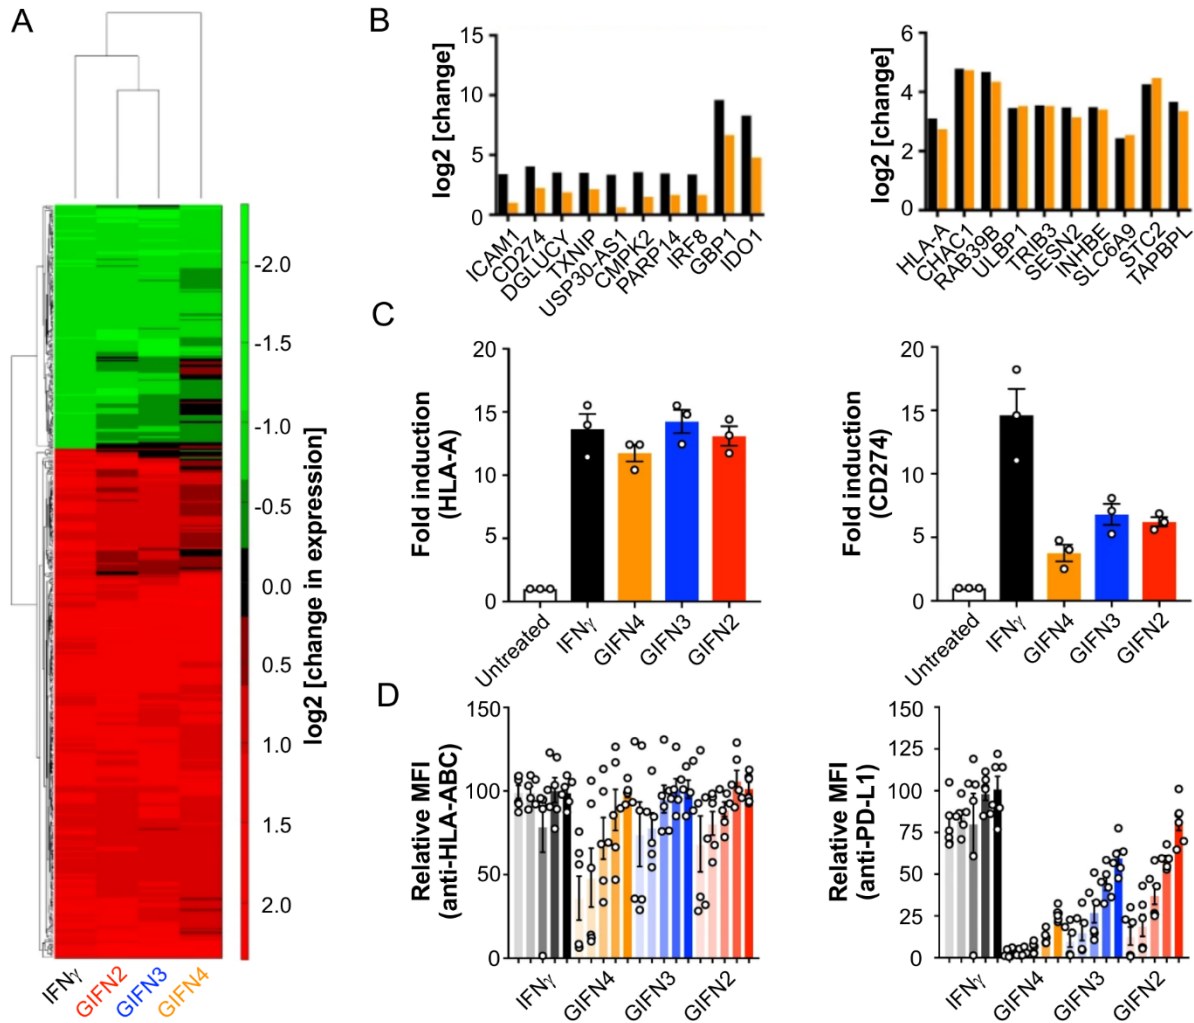 A
-2.0
-1.5
-1.0
-0.5
0.0
0.5
1.0
1.5
2.0
log2 [change in expression]
IFNγ
GIFN2
GIFN3
GIFN4
B
log2 [change]
15
10
5
0
ICAM1
CD274
DGLUCY
TXNIP
USP30-AS1
CMPK2
PARP14
IRF8
GBP1
IDO1
log2 [change]
6
4
2
0
HLA-A
CHAC1
RAB39B
ULBP1
TRIB3
SESN2
INHBE
SLC6A9
STC2
TAPBPL
C
Fold induction
(HLA-A)
20
15
10
5
0
Untreated
IFNγ
GIFN4
GIFN3
GIFN2
Fold induction
(CD274)
20
15
10
5
0
Untreated
IFNγ
GIFN4
GIFN3
GIFN2
D
Relative MFI
(anti-HLA-ABC)
150
100
50
0
IFNγ
GIFN4
GIFN3
GIFN2
Relative MFI
(anti-PD-L1)
150
125
100
75
50
25
0
IFNγ
GIFN4
GIFN3
GIFN2